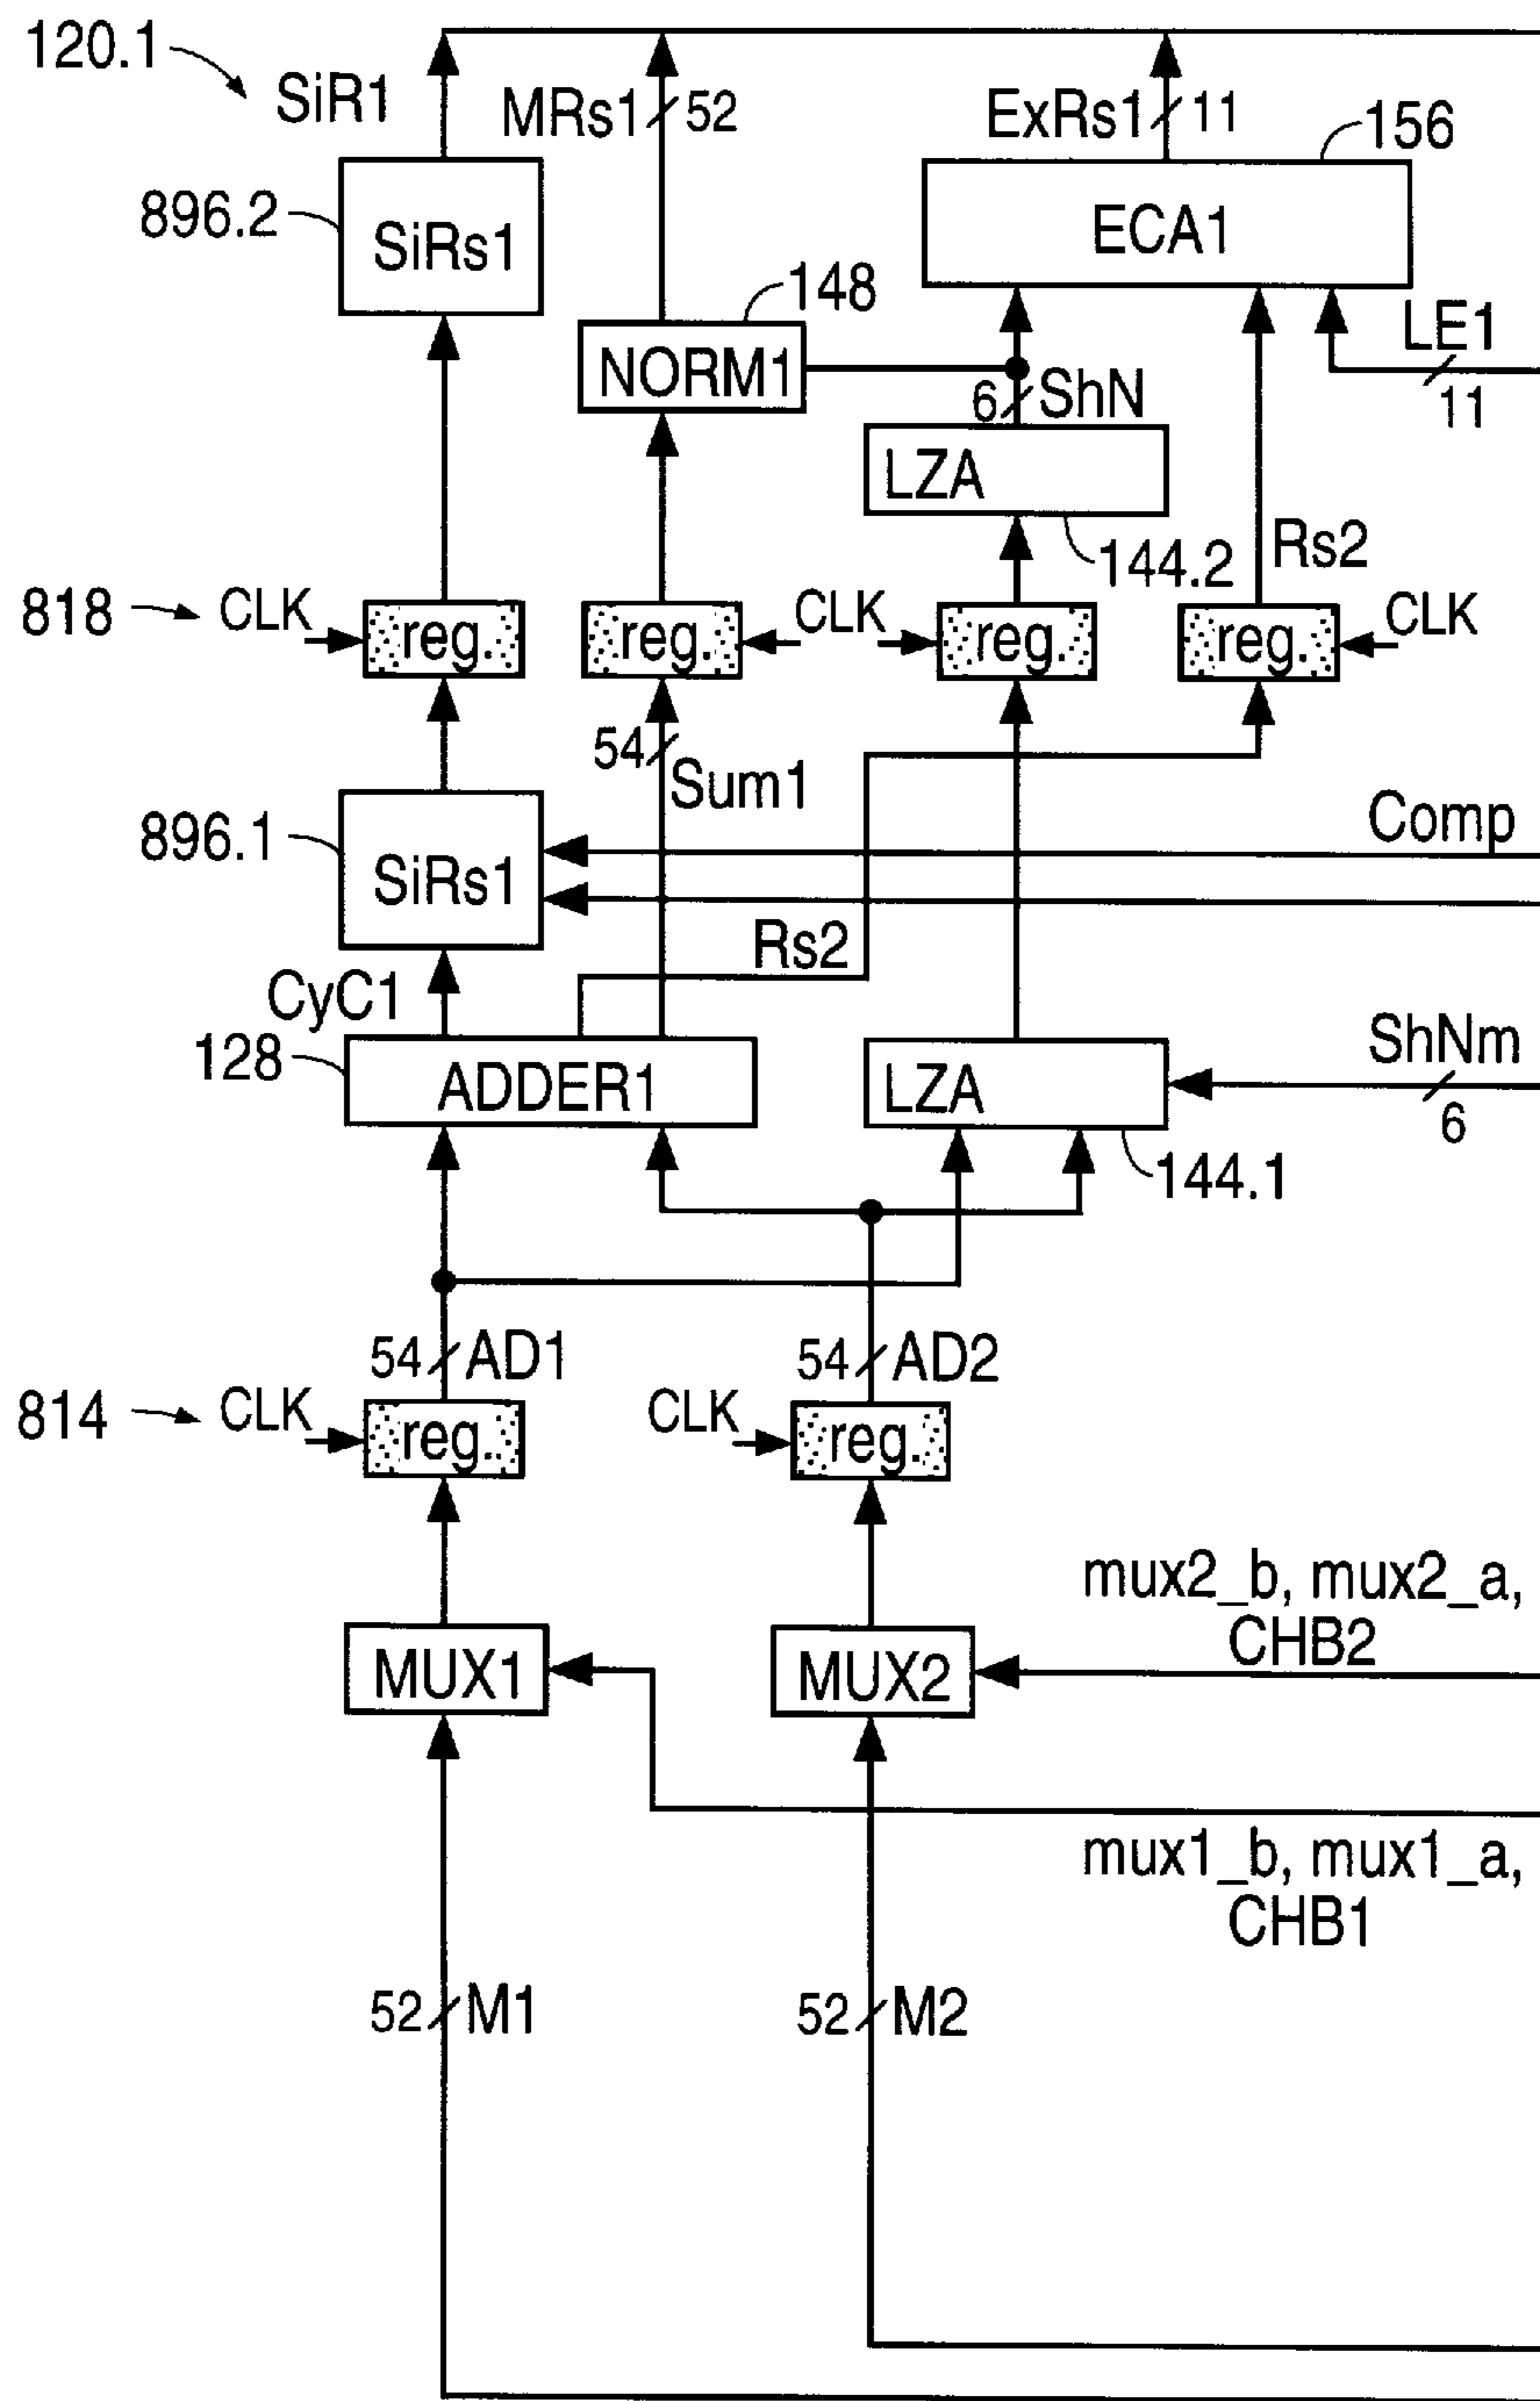 120.1
SiR1
MRs1
52
ExRs1
11
156
896.2
SiRs1
ECA1
148
LE1
11
NORM1
6
ShN
LZA
144.2
Rs2
818
CLK
reg.
reg.
CLK
reg.
reg.
CLK
54
Sum1
Comp
896.1
SiRs1
Rs2
CyC1
ShNm
6
128
ADDER1
LZA
144.1
54
AD1
54
AD2
814
CLK
reg.
CLK
reg.
mux2_b, mux2_a,
CHB2
MUX1
MUX2
mux1_b, mux1_a,
CHB1
52
M1
52
M2